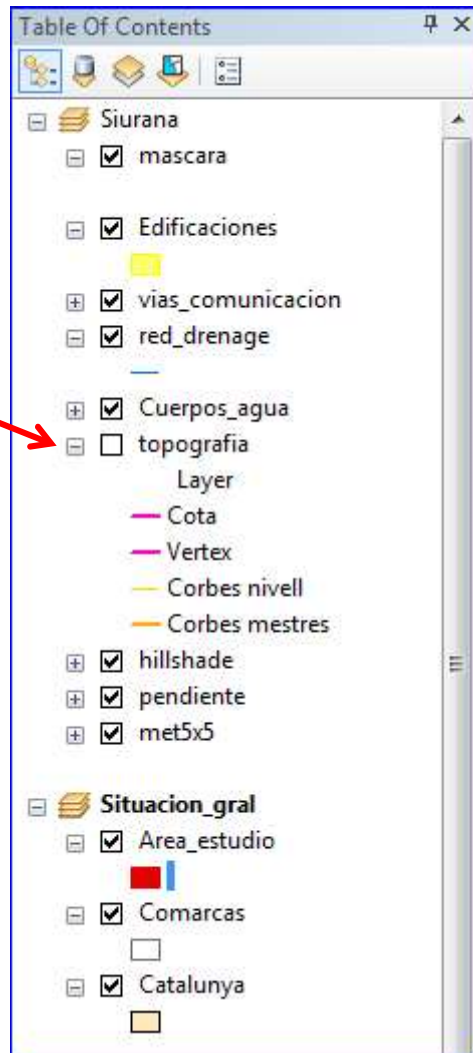 Table Of Contents
Siurana
mascara
Edificaciones
vias_comunicacion
red_drenage
Cuerpos_agua
topografia
Layer
Cota
Vertex
Corbes nivell
Corbes mestres
hillshade
pendiente
met5x5
Situacion_gral
Area_estudio
Comarcas
Catalunya